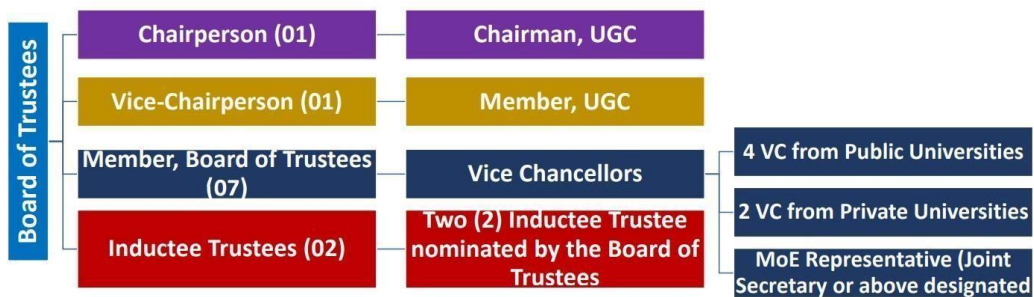 Board of Trustees
Chairperson (01)
Chairman, UGC
Vice-Chairperson (01)
Member, UGC
Member, Board of Trustees
(07)
Vice Chancellors
4 VC from Public Universities
2 VC from Private Universities
MoE Representative (Joint
Secretary or above designated
Inductee Trustees (02)
Two (2) Inductee Trustee
nominated by the Board of
Trustees